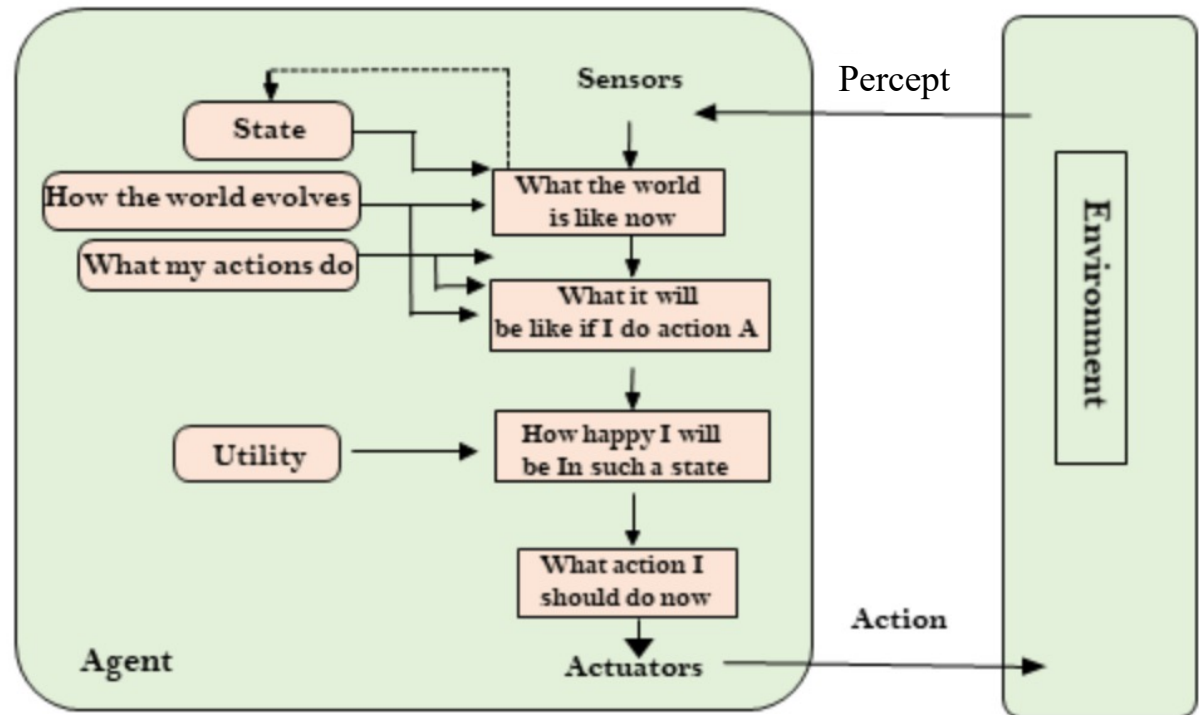 Sensors
Percept
State
What the world
is like now
How the world evolves
What my actions do
What it will
be like if I do action A
How happy I will
be In such a state
Utility
What action I
should do now
Action
Agent
Actuators
Environment